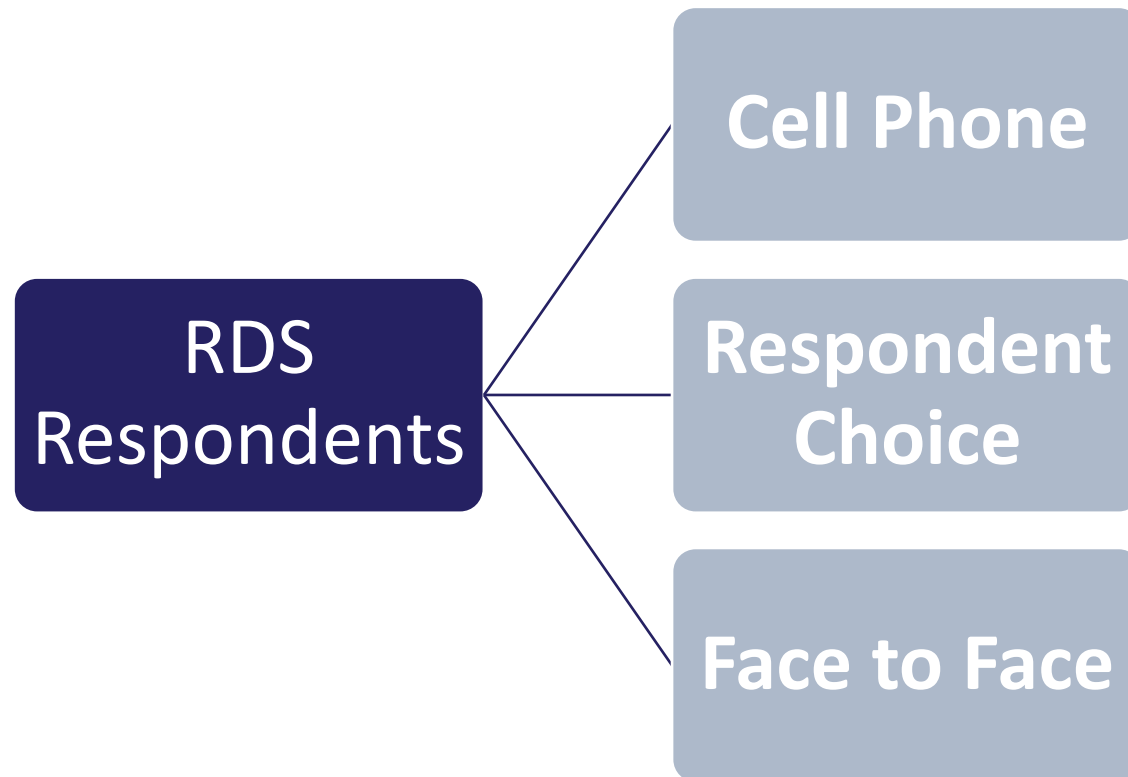 Cell Phone
RDS
Respondents
Respondent
Choice
Face to Face